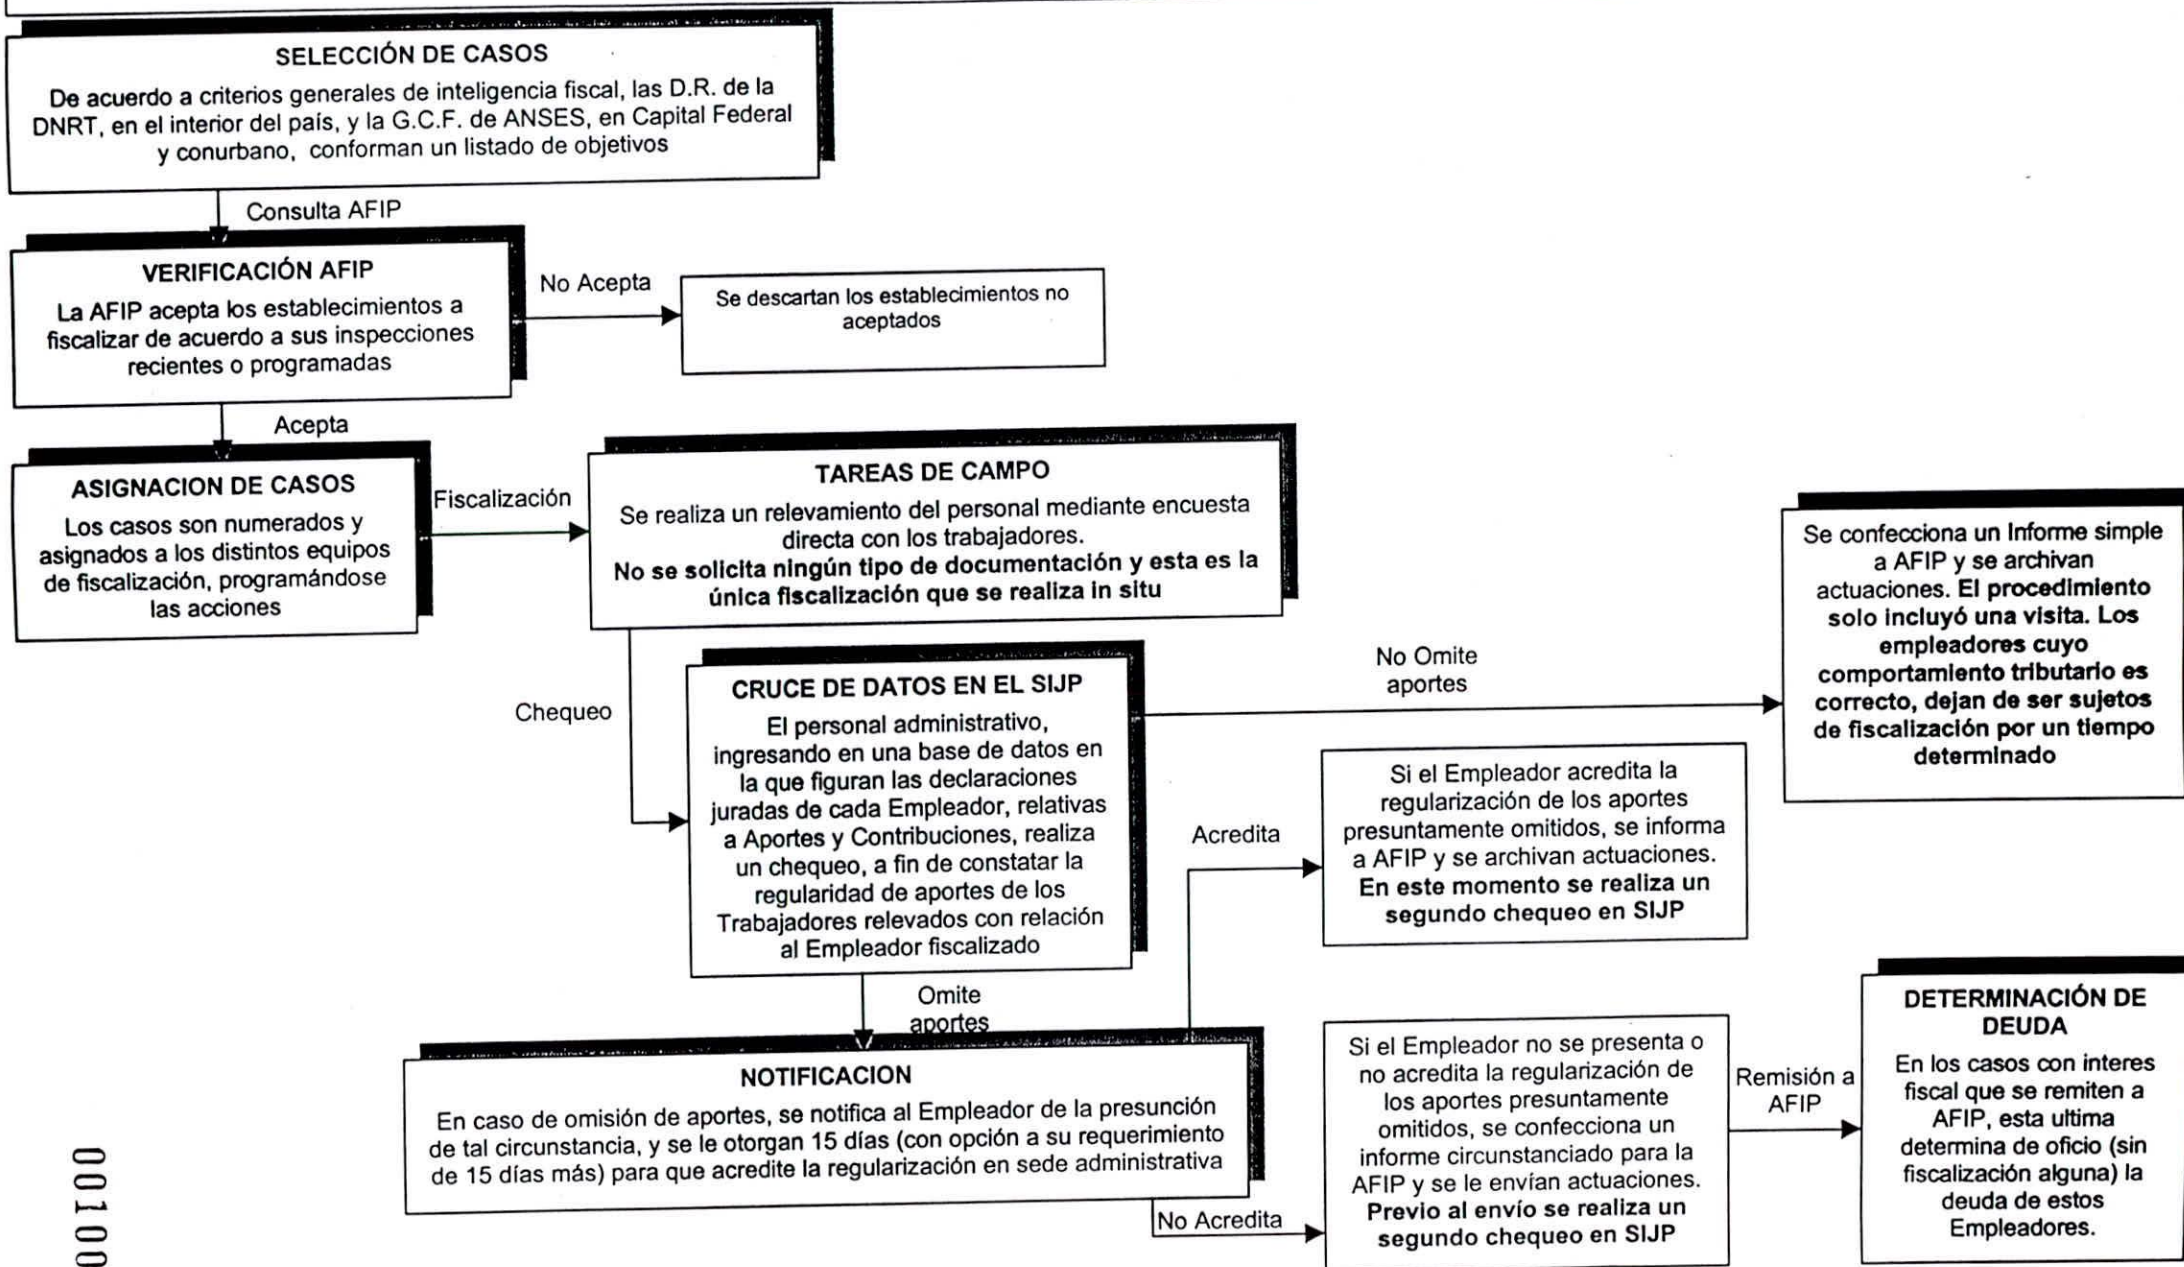 SELECCIÓN DE CASOS
De acuerdo a criterios generales de inteligencia fiscal, las D.R. de la
DNRT, en el interior del país, y la G.C.F. de ANSES, en Capital Federal
y conurbano, conforman un listado de objetivos
Consulta AFIP
VERIFICACIÓN AFIP
La AFIP acepta los establecimientos a
fiscalizar de acuerdo a sus inspecciones
recientes o programadas
No Acepta
Se descartan los establecimientos no
aceptados
Acepta
ASIGNACION DE CASOS
Los casos son numerados y
asignados a los distintos equipos
de fiscalización, programándose
las acciones
Fiscalización
TAREAS DE CAMPO
Se realiza un relevamiento del personal mediante encuesta
directa con los trabajadores.
No se solicita ningún tipo de documentación y esta es la
única fiscalización que se realiza in situ
Chequeo
CRUCE DE DATOS EN EL SIJP
El personal administrativo,
ingresando en una base de datos en
la que figuran las declaraciones
juradas de cada Empleador, relativas
a Aportes y Contribuciones, realiza
un chequeo, a fin de constatar la
regularidad de aportes de los
Trabajadores relevados con relación
al Empleador fiscalizado
No Omite
aportes
Se confecciona un Informe simple
a AFIP y se archivan
actuaciones. El procedimiento
solo incluyó una visita. Los
empleadores cuyo
comportamiento tributario es
correcto, dejan de ser sujetos
de fiscalización por un tiempo
determinado
Omite
aportes
NOTIFICACION
En caso de omisión de aportes, se notifica al Empleador de la presunción
de tal circunstancia, y se le otorgan 15 días (con opción a su requerimiento
de 15 días más) para que acredite la regularización en sede administrativa
Acredita
Si el Empleador acredita la
regularización de los aportes
presuntamente omitidos, se informa
a AFIP y se archivan actuaciones.
En este momento se realiza un
segundo chequeo en SIJP
No Acredita
Si el Empleador no se presenta o
no acredita la regularización de
los aportes presuntamente
omitidos, se confecciona un
informe circunstanciado para la
AFIP y se le envían actuaciones.
Previo al envío se realiza un
segundo chequeo en SIJP
Remisión a
AFIP
DETERMINACIÓN DE
DEUDA
En los casos con interes
fiscal que se remiten a
AFIP, esta ultima
determina de oficio (sin
fiscalización alguna) la
deuda de estos
Empleadores.
00100